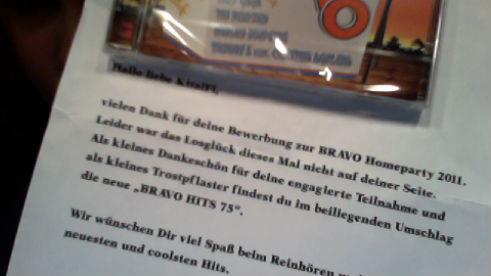 Hallo liebe
vielen Dank für deine Bewerbung zur BRAVO Homeparty 2011.
Leider war das Losglück dieses Mal nicht auf deiner Seite.
Als kleines Dankeschön für deine engagierte Teilnahme und
als kleines Trostpflaster findest du im beiliegenden Umschlag
die neue „BRAVO HITS 75“.
Wir wünschen Dir viel Spaß beim Reinhören
neuesten und coolsten Hits.